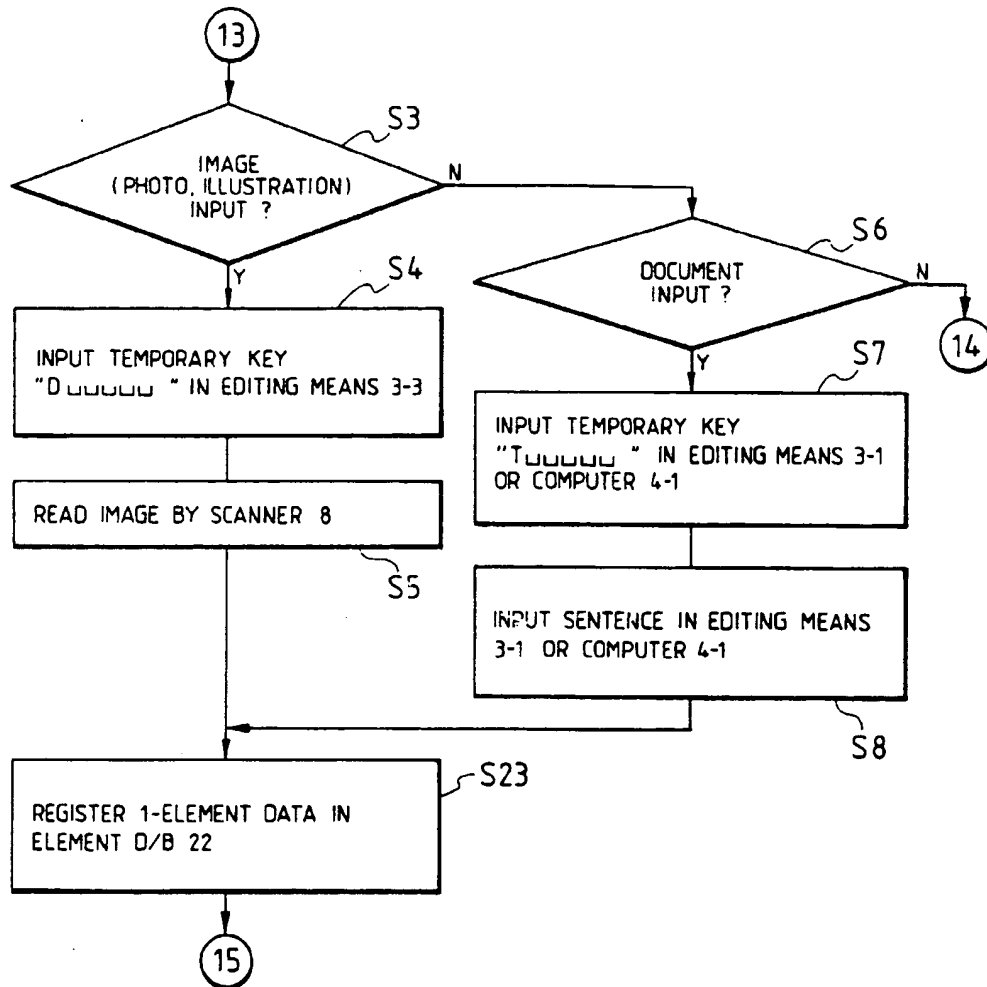 13
S3
IMAGE
(PHOTO, ILLUSTRATION)
INPUT ?
N
Y
S6
DOCUMENT
INPUT ?
N
Y
14
S4
INPUT TEMPORARY KEY
"D␣␣␣␣␣ " IN EDITING MEANS 3-3
S7
INPUT TEMPORARY KEY
"T␣␣␣␣␣ " IN EDITING MEANS 3-1
OR COMPUTER 4-1
READ IMAGE BY SCANNER 8
S5
INPUT SENTENCE IN EDITING MEANS
3-1 OR COMPUTER 4-1
S8
S23
REGISTER 1-ELEMENT DATA IN
ELEMENT D/B 22
15